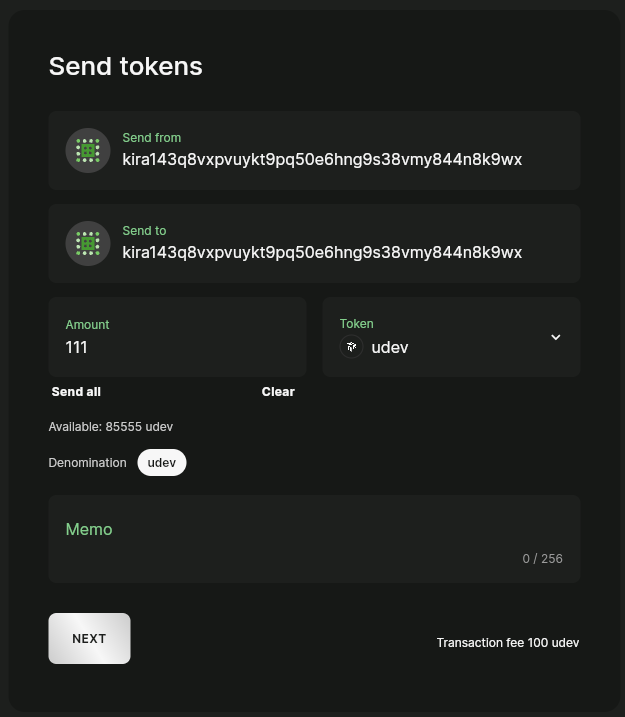 Send tokens
Send from
kira143q8vxpvuykt9pq50e6hng9s38vmy844n8k9wx
Send to
kira143q8vxpvuykt9pq50e6hng9s38vmy844n8k9wx
Amount
111
Token
udev
Send all
Clear
Available: 85555 udev
Denomination udev
Memo
0 / 256
NEXT
Transaction fee 100 udev